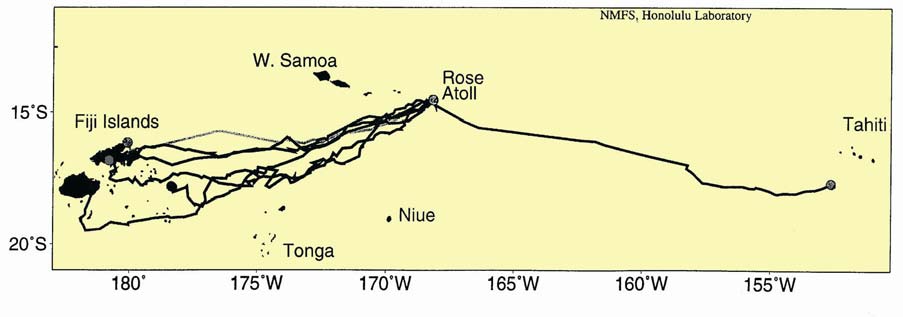 NMFS, Honolulu Laboratory
W. Samoa
Rose
Atoll
15°S
Fiji Islands
Tahiti
Niue
20°S
Tonga
180°
175°W
170°W
165°W
160°W
155°W